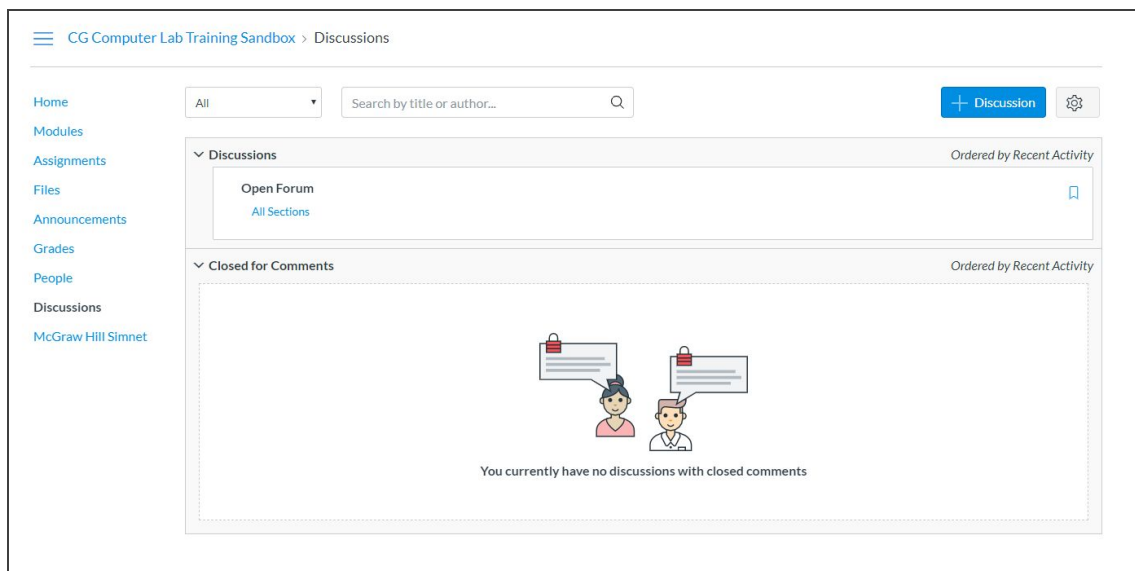 CG Computer Lab Training Sandbox > Discussions
Home
Modules
Assignments
Files
Announcements
Grades
People
Discussions
McGraw Hill Simnet
All
Search by title or author...
+ Discussion
Discussions
Ordered by Recent Activity
Open Forum
All Sections
Closed for Comments
Ordered by Recent Activity
You currently have no discussions with closed comments